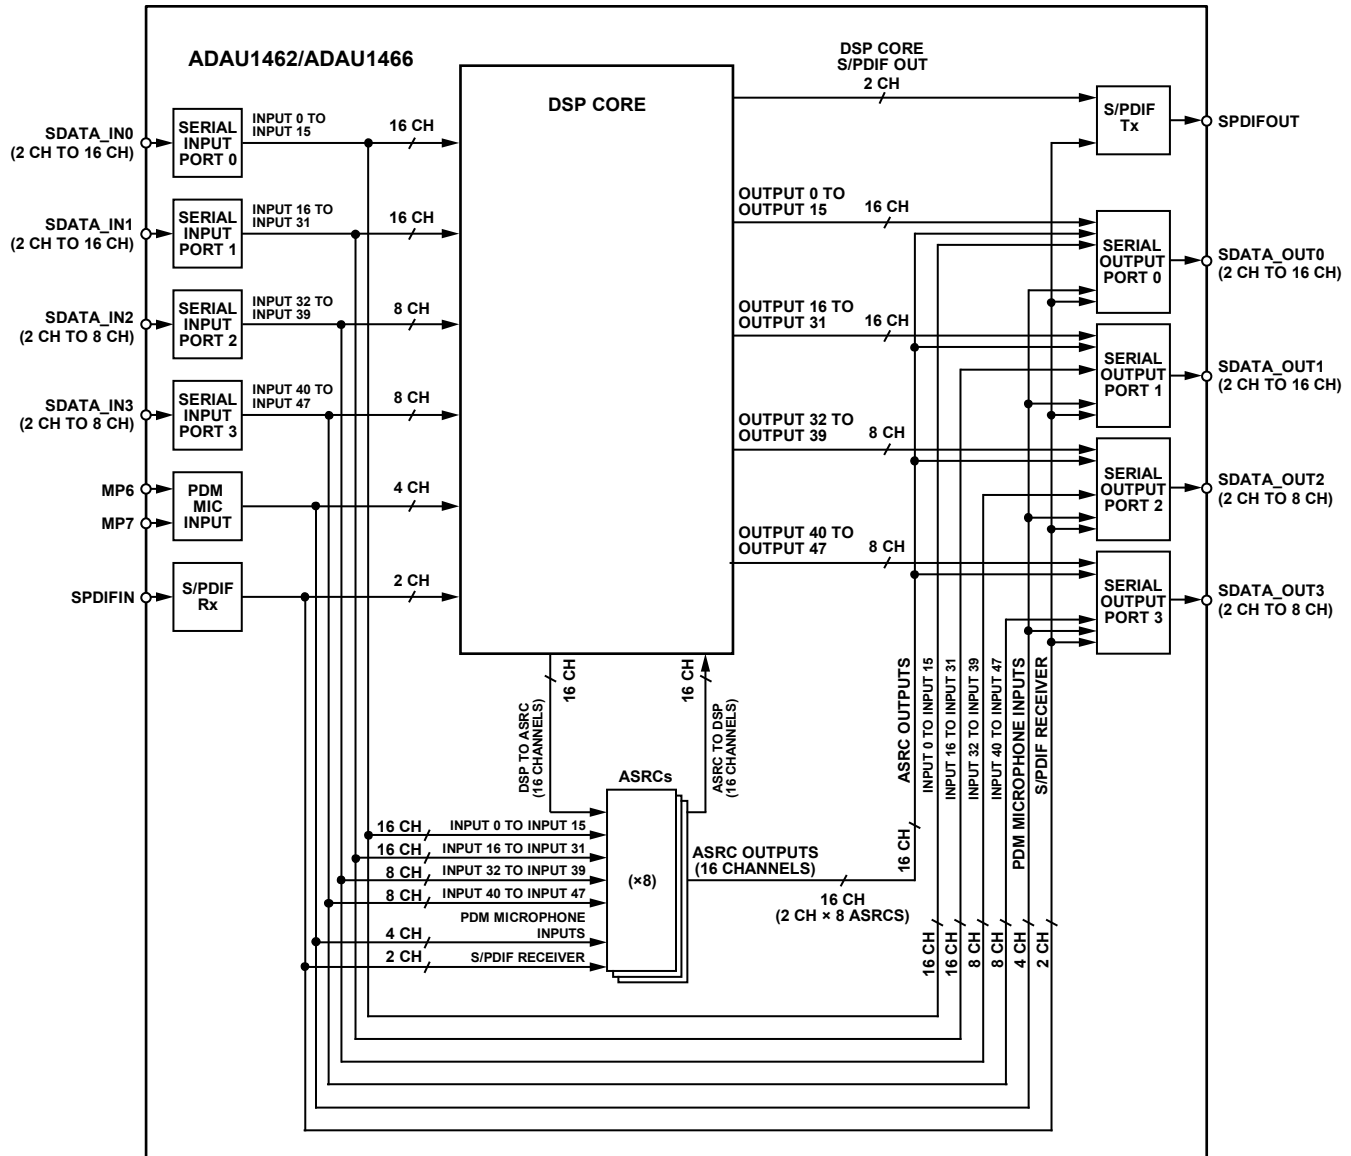 ADAU1462/ADAU1466
DSP CORE
DSP CORE
S/PDIF OUT
2 CH
S/PDIF
Tx
SPDIFOUT
SDATA_IN0
(2 CH TO 16 CH)
SERIAL
INPUT
PORT 0
INPUT 0 TO
INPUT 15
16 CH
SDATA_IN1
(2 CH TO 16 CH)
SERIAL
INPUT
PORT 1
INPUT 16 TO
INPUT 31
16 CH
SDATA_IN2
(2 CH TO 8 CH)
SERIAL
INPUT
PORT 2
INPUT 32 TO
INPUT 39
8 CH
SDATA_IN3
(2 CH TO 8 CH)
SERIAL
INPUT
PORT 3
INPUT 40 TO
INPUT 47
8 CH
MP6
MP7
PDM
MIC
INPUT
4 CH
SPDIFIN
S/PDIF
Rx
2 CH
OUTPUT 0 TO
OUTPUT 15
16 CH
SERIAL
OUTPUT
PORT 0
SDATA_OUT0
(2 CH TO 16 CH)
OUTPUT 16 TO
OUTPUT 31
16 CH
SERIAL
OUTPUT
PORT 1
SDATA_OUT1
(2 CH TO 16 CH)
OUTPUT 32 TO
OUTPUT 39
8 CH
SERIAL
OUTPUT
PORT 2
SDATA_OUT2
(2 CH TO 8 CH)
OUTPUT 40 TO
OUTPUT 47
8 CH
SERIAL
OUTPUT
PORT 3
SDATA_OUT3
(2 CH TO 8 CH)
16 CH
DSP TO ASRC
(16 CHANNELS)
16 CH
ASRC TO DSP
(16 CHANNELS)
ASRCs
(×8)
16 CH
INPUT 0 TO INPUT 15
16 CH
INPUT 16 TO INPUT 31
8 CH
INPUT 32 TO INPUT 39
8 CH
INPUT 40 TO INPUT 47
PDM MICROPHONE
INPUTS
4 CH
2 CH
S/PDIF RECEIVER
ASRC OUTPUTS
(16 CHANNELS)
16 CH
(2 CH × 8 ASRCS)
ASRC OUTPUTS
16 CH
INPUT 0 TO INPUT 15
16 CH
INPUT 16 TO INPUT 31
16 CH
INPUT 32 TO INPUT 39
8 CH
INPUT 40 TO INPUT 47
8 CH
PDM MICROPHONE INPUTS
4 CH
S/PDIF RECEIVER
2 CH